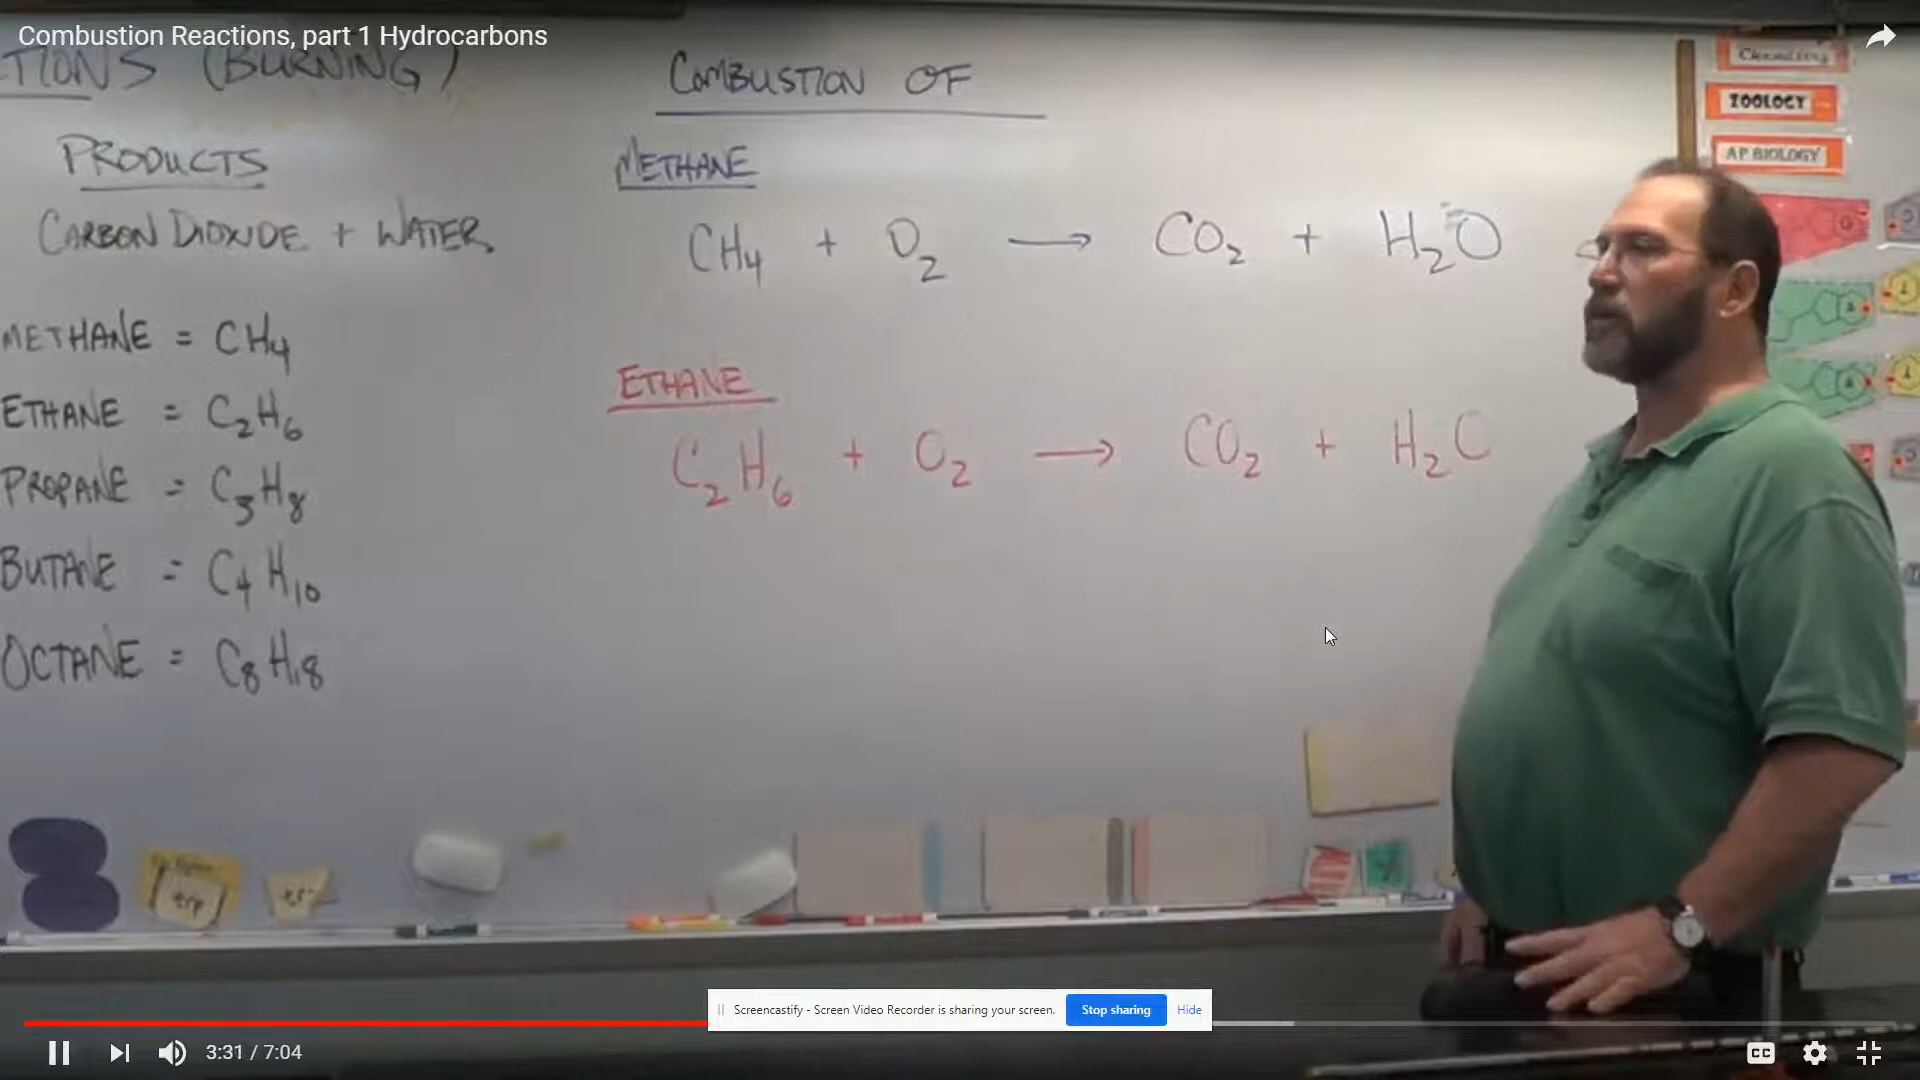 Combustion Reactions, part 1 Hydrocarbons
TIONS (BURNING)
PRODUCTS
CARBON DIOXIDE + WATER
METHANE = CH4
ETHANE = C2H6
PROPANE = C3H8
BUTANE = C4H10
OCTANE = C8H18
COMBUSTION OF
METHANE
CH4 + O2 → CO2 + H2O
ETHANE
C2H6 + O2 → CO2 + H2C
Chemistry
ZOOLOGY
AP BIOLOGY
Screencastify - Screen Video Recorder is sharing your screen.
Stop sharing
Hide
3:31 / 7:04
CC